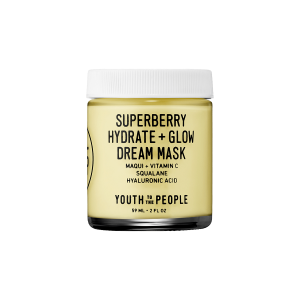 SUPERBERRY
HYDRATE + GLOW
DREAM MASK
MAQUI + VITAMIN C
SQUALANE
HYALURONIC ACID
YOUTH TO THE PEOPLE
59 ML - 2 FL OZ